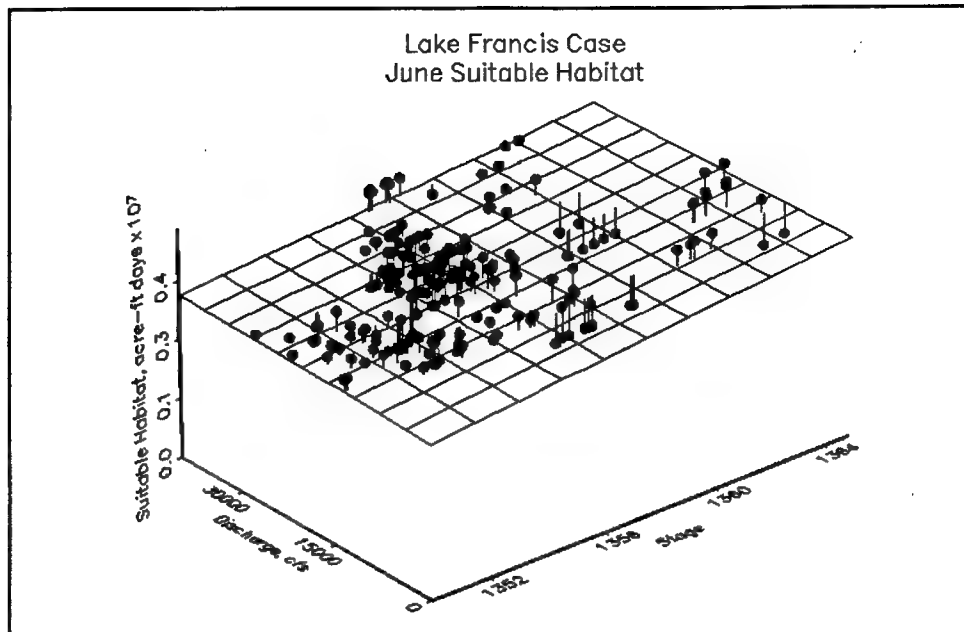 Lake Francis Case
June Suitable Habitat
Suitable Habitat, acre-ft days x 10⁷
0.4
0.3
0.1
0.0
30000
15000
0
Discharge, cfs
1352
1356
1360
1364
Stage